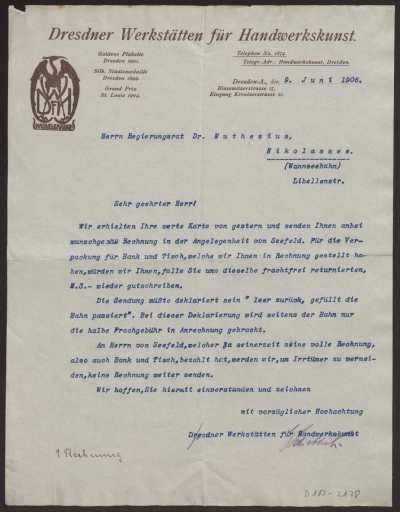 Dresdner Werkstätten für Handwerkskunst.
Goldene Plakette
Dresden 1901.
Silb. Staatsmedaille
Dresden 1899
Grand Prix
St. Louis 1904.
Telephon No. 1874.
Telegr.-Adr.: Handwerkskunst, Dresden.
Dresden-A., den 9. Juni 1906.
Blasewitzerstrasse 17.
Eingang
Herrn Regierungsrat Dr. Muthesius,
Nikolassee.
(Wannseebahn)
Libellenstr.
Sehr geehrter Herr!
Wir erhielten Ihre werte Karte von gestern und senden Ihnen anbei
wunschgemäß Rechnung in der Angelegenheit von Seefeld. Für die Ver-
packung für Bank und Tisch, welche wir Ihnen in Rechnung gestellt ha-
ben, würden wir Ihnen, falls Sie uns dieselbe frachtfrei returnierten,
M.S.- wieder gutschreiben.
Die Sendung müßte deklariert sein " leer zurück, gefüllt die
Bahn passiert". Bei dieser Deklarierung wird seitens der Bahn nur
die halbe Frachgebühr in Anrechnung gebracht.
An Herrn von Seefeld, welcher ja seinerzeit seine volle Rechnung,
also auch Bank und Tisch, bezahlt hat, werden wir, um Irrtümer zu vermei-
den, keine Rechnung weiter senden.
Wir hoffen, Sie hiermit einverstanden und zeichnen
mit vorzüglicher Hochachtung
Dresdner Werkstätten für Handwerkskunst
1 Rechnung
D 102-2178